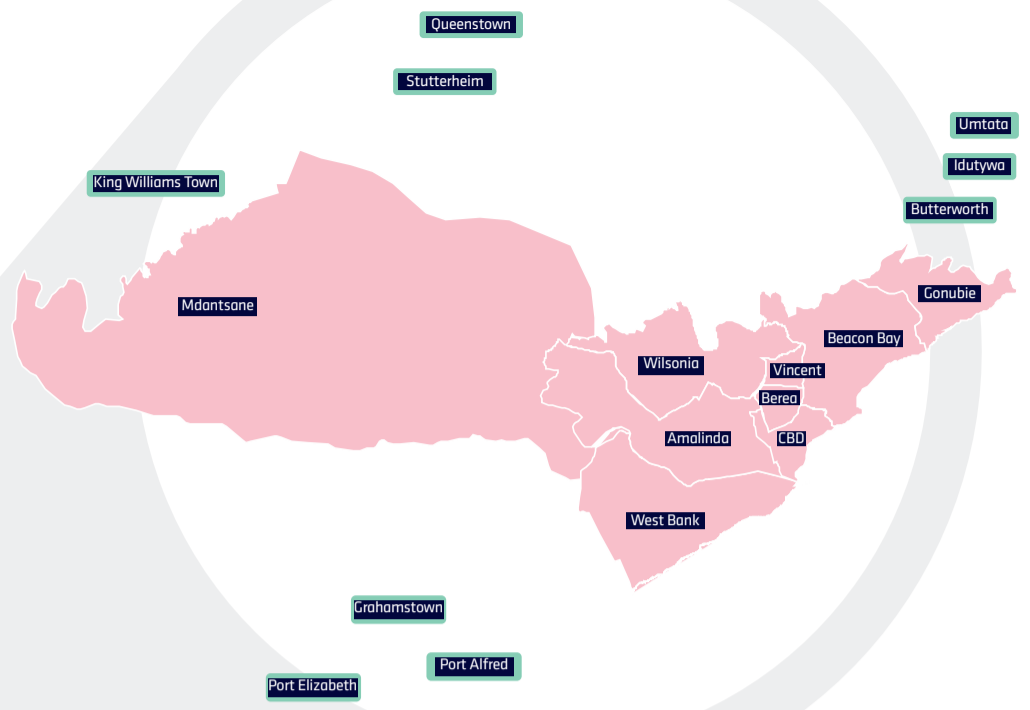 Queenstown
Stutterheim
Umtata
Idutywa
King Williams Town
Butterworth
Gonubie
Mdantsane
Beacon Bay
Wilsonia
Vincent
Berea
Amalinda
CBD
West Bank
Grahamstown
Port Alfred
Port Elizabeth